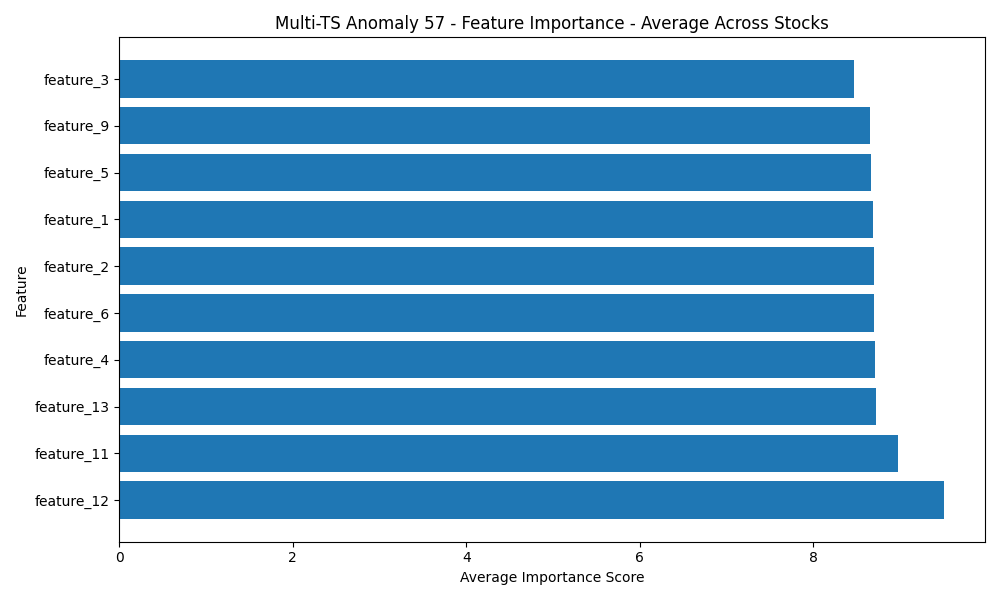 Multi-TS Anomaly 57 - Feature Importance - Average Across Stocks
Feature
feature_3
feature_9
feature_5
feature_1
feature_2
feature_6
feature_4
feature_13
feature_11
feature_12
0 2 4 6 8
Average Importance Score